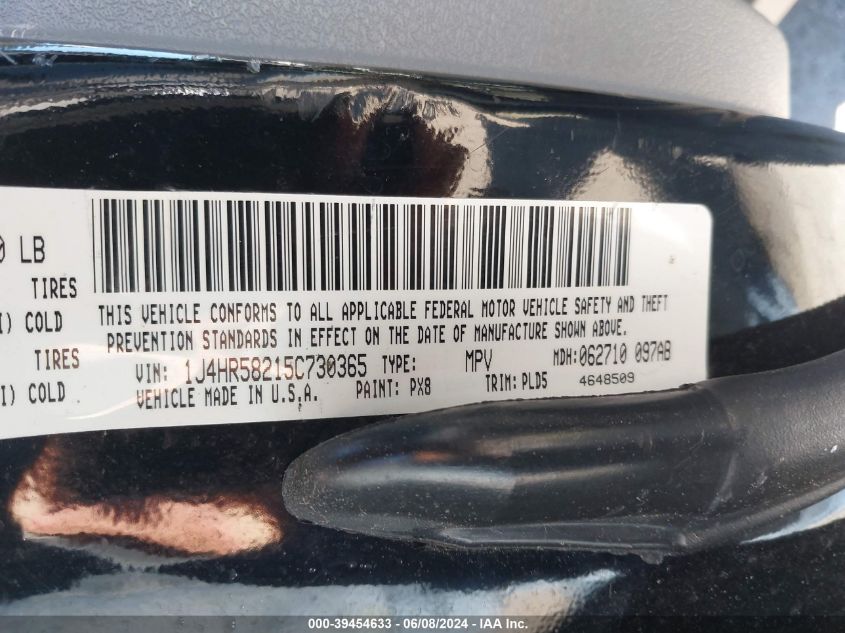 0 LB
TIRES
I) COLD
TIRES
I) COLD
THIS VEHICLE CONFORMS TO ALL APPLICABLE FEDERAL MOTOR VEHICLE SAFETY AND THEFT
PREVENTION STANDARDS IN EFFECT ON THE DATE OF MANUFACTURE SHOWN ABOVE.
VIN: 1J4HR58215C730365 TYPE: MPV MDH: 062710 097AB
VEHICLE MADE IN U.S.A. PAINT: PX8 TRIM: PLD5 4648509
000-39454633 - 06/08/2024 - IAA Inc.